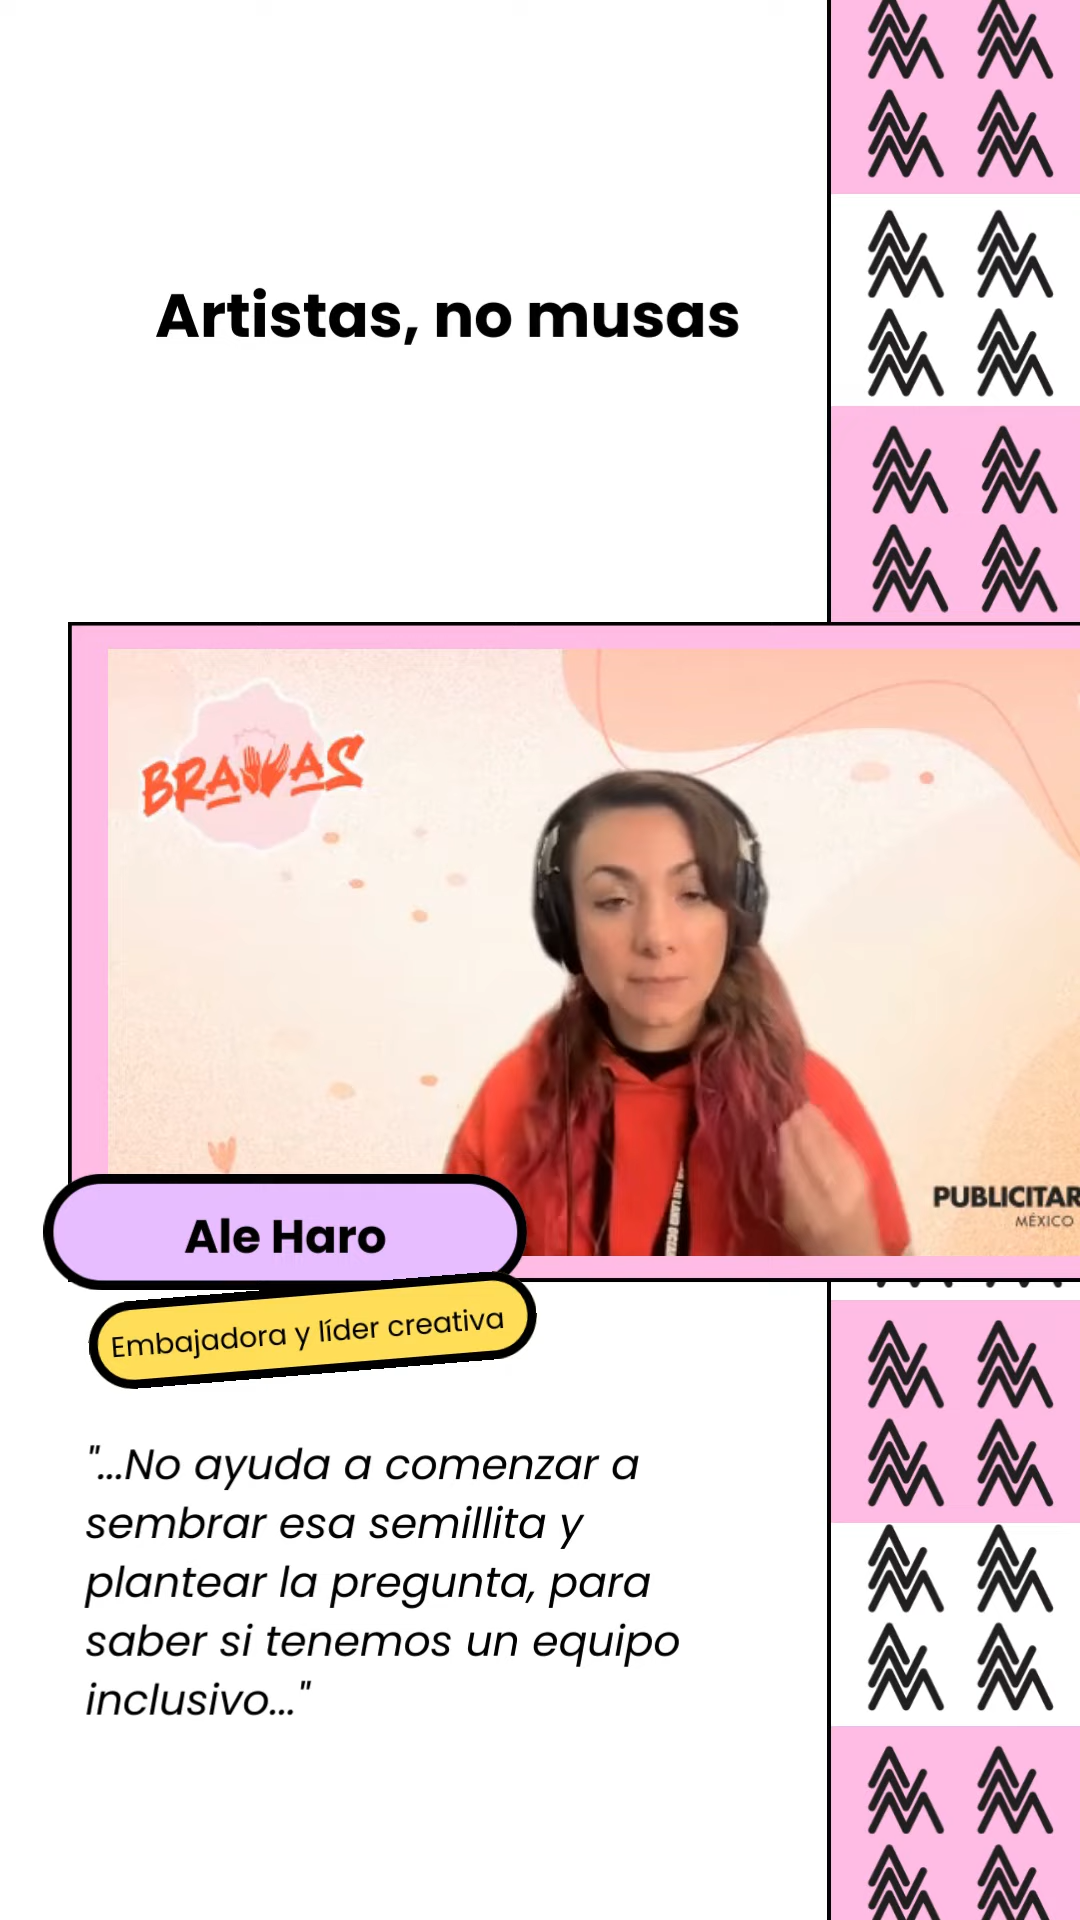 Artistas, no musas
BRAVAS
PUBLICITAR
MÉXICO
Ale Haro
Embajadora y líder creativa
"...No ayuda a comenzar a
sembrar esa semillita y
plantear la pregunta, para
saber si tenemos un equipo
inclusivo..."